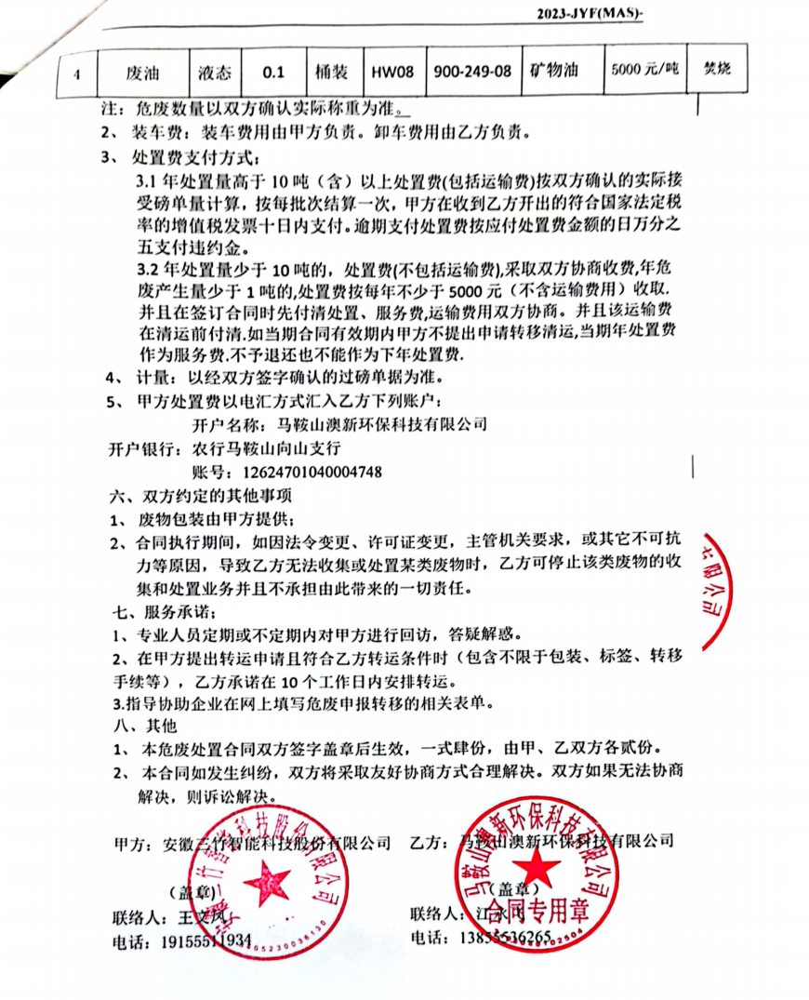 2023-JYF(MAS)-
4 废油 液态 0.1 桶装 HW08 900-249-08 矿物油 5000 元/吨 焚烧
注：危废数量以双方确认实际称重为准。
2、 装车费：装车费用由甲方负责。卸车费用由乙方负责。
3、 处置费支付方式；
3.1 年处置量高于 10 吨（含）以上处置费(包括运输费)按双方确认的实际接
受磅单量计算，按每批次结算一次，甲方在收到乙方开出的符合国家法定税
率的增值税发票十日内支付。逾期支付处置费按应付处置费金额的日万分之
五支付违约金。
3.2 年处置量少于 10 吨的，处置费(不包括运输费),采取双方协商收费,年危
废产生量少于 1 吨的,处置费按每年不少于 5000 元（不含运输费用）收取.
并且在签订合同时先付清处置、服务费,运输费用双方协商。并且该运输费
在清运前付清.如当期合同有效期内甲方不提出申请转移清运,当期年处置费
作为服务费.不予退还也不能作为下年处置费.
4、 计量：以经双方签字确认的过磅单据为准。
5、 甲方处置费以电汇方式汇入乙方下列账户；
开户名称：马鞍山澳新环保科技有限公司
开户银行：农行马鞍山向山支行
账号：12624701040004748
六、双方约定的其他事项
1、 废物包装由甲方提供；
2、合同执行期间，如因法令变更、许可证变更，主管机关要求，或其它不可抗
力等原因，导致乙方无法收集或处置某类废物时，乙方可停止该类废物的收
集和处置业务并且不承担由此带来的一切责任。
限公司
七、服务承诺；
1、专业人员定期或不定期内对甲方进行回访，答疑解惑。
2、在甲方提出转运申请且符合乙方转运条件时（包含不限于包装、标签、转移
手续等），乙方承诺在 10 个工作日内安排转运。
3.指导协助企业在网上填写危废申报转移的相关表单。
八、其他
1、 本危废处置合同双方签字盖章后生效，一式肆份，由甲、乙双方各贰份。
2、 本合同如发生纠纷，双方将采取友好协商方式合理解决。双方如果无法协商
解决，则诉讼解决。
甲方：安徽三竹智能科技股份有限公司 乙方：马鞍山澳新环保科技有限公司
（盖章） （盖章）
联络人：王文凤 联络人：江永
电话：19155511934 电话：13855536265
安徽三竹智能科技股份有限公司
马鞍山澳新环保科技有限公司
合同专用章